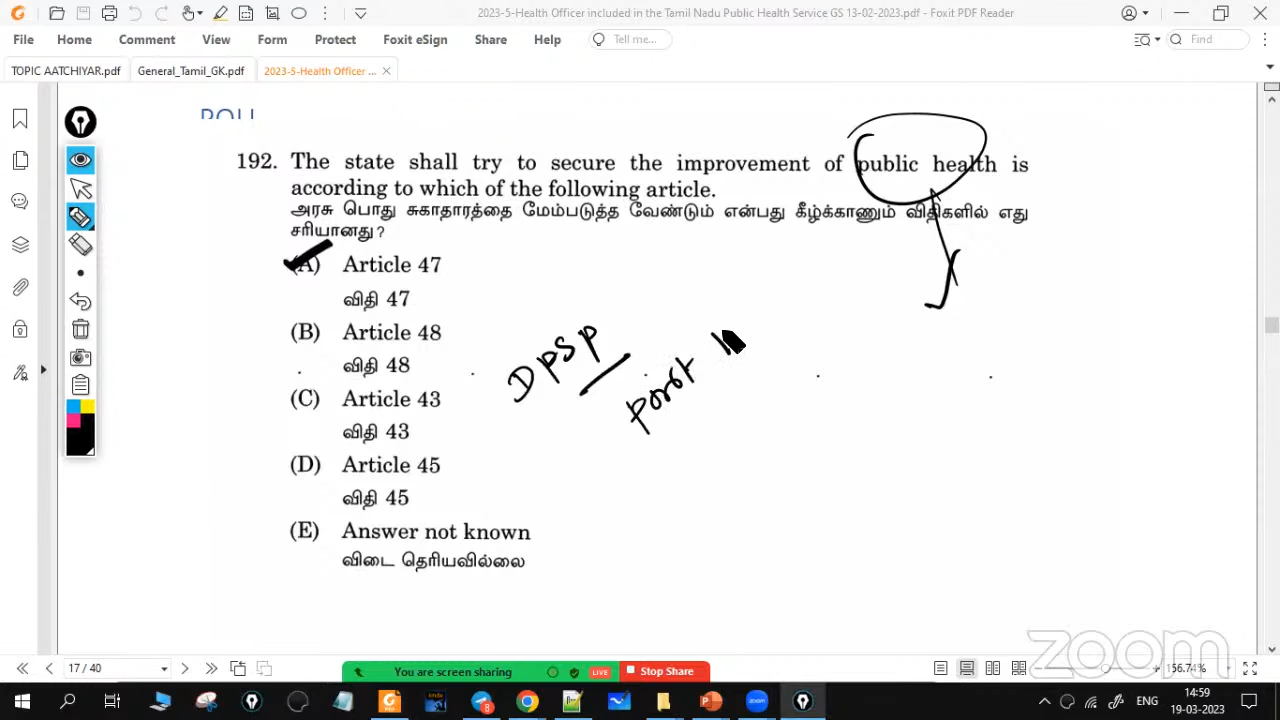 2023-5-Health Officer included in the Tamil Nadu Public Health Service GS 13-02-2023.pdf - Foxit PDF Reader
File Home Comment View Form Protect Foxit eSign Share Help Tell me... Find
TOPIC AATCHIYAR.pdf General_Tamil_GK.pdf 2023-5-Health Officer ...
192. The state shall try to secure the improvement of public health is
according to which of the following article.
அரசு பொது சுகாதாரத்தை மேம்படுத்த வேண்டும் என்பது கீழ்க்காணும் விதிகளில் எது
சரியானது?
(A) Article 47
விதி 47
(B) Article 48
விதி 48
DPSP
Part
(C) Article 43
விதி 43
(D) Article 45
விதி 45
(E) Answer not known
விடை தெரியவில்லை
zoom
17 / 40 You are screen sharing LIVE Stop Share 156.74%
ENG 14:59
19-03-2023